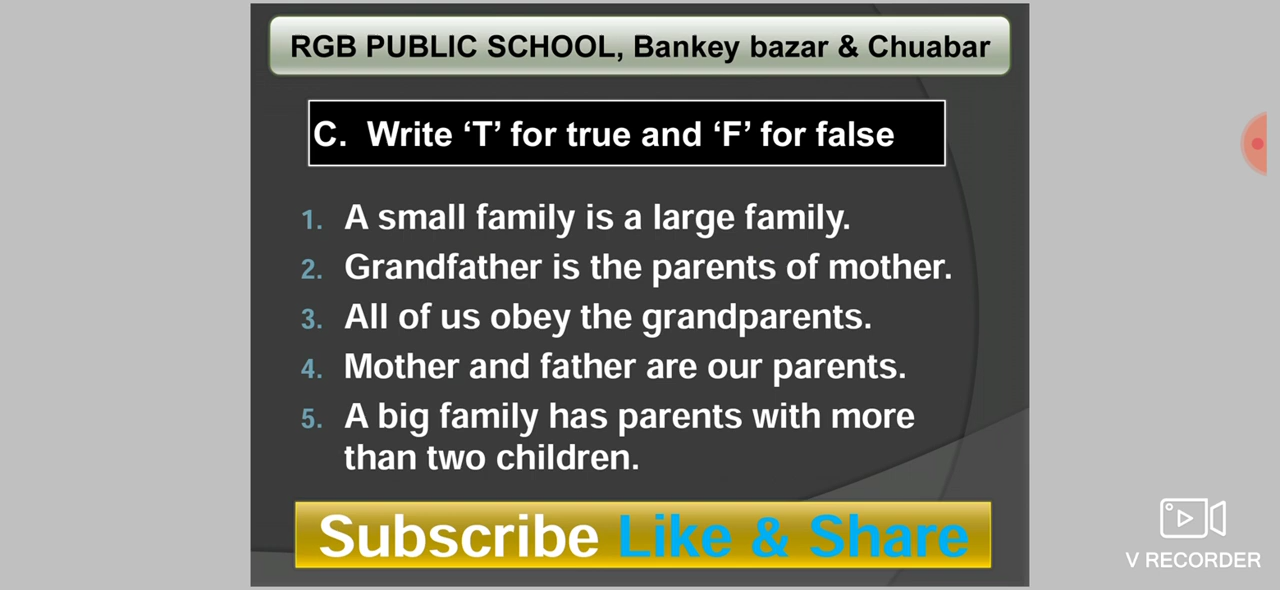 RGB PUBLIC SCHOOL, Bankey bazar & Chuabar
C. Write ‘T’ for true and ‘F’ for false
1. A small family is a large family.
2. Grandfather is the parents of mother.
3. All of us obey the grandparents.
4. Mother and father are our parents.
5. A big family has parents with more
than two children.
Subscribe Like & Share
V RECORDER